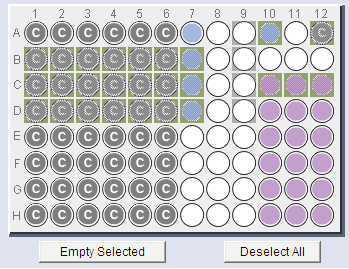 1 2 3 4 5 6 7 8 9 10 11 12
A C C C C C C C
B C C C C C C
C C C C C C C
D C C C C C C
E C C C C C C
F C C C C C C
G C C C C C C
H C C C C C C
Empty Selected Deselect All